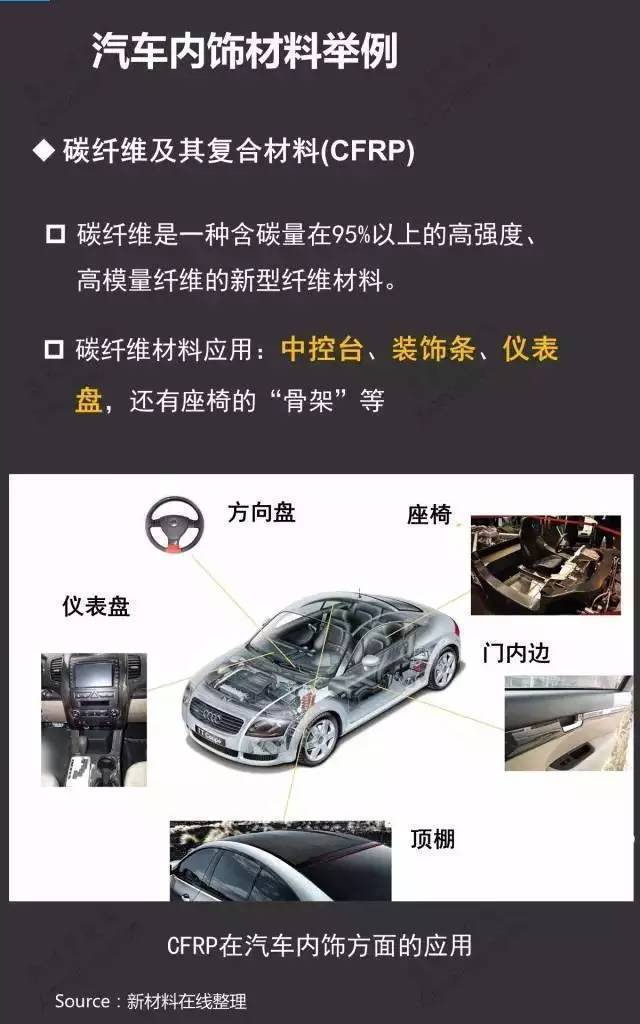 汽车内饰材料举例
◆ 碳纤维及其复合材料(CFRP)
碳纤维是一种含碳量在95%以上的高强度、
高模量纤维的新型纤维材料。
碳纤维材料应用：中控台、装饰条、仪表
盘，还有座椅的“骨架”等
方向盘
座椅
仪表盘
门内边
TT Coupe
顶棚
CFRP在汽车内饰方面的应用
Source：新材料在线整理